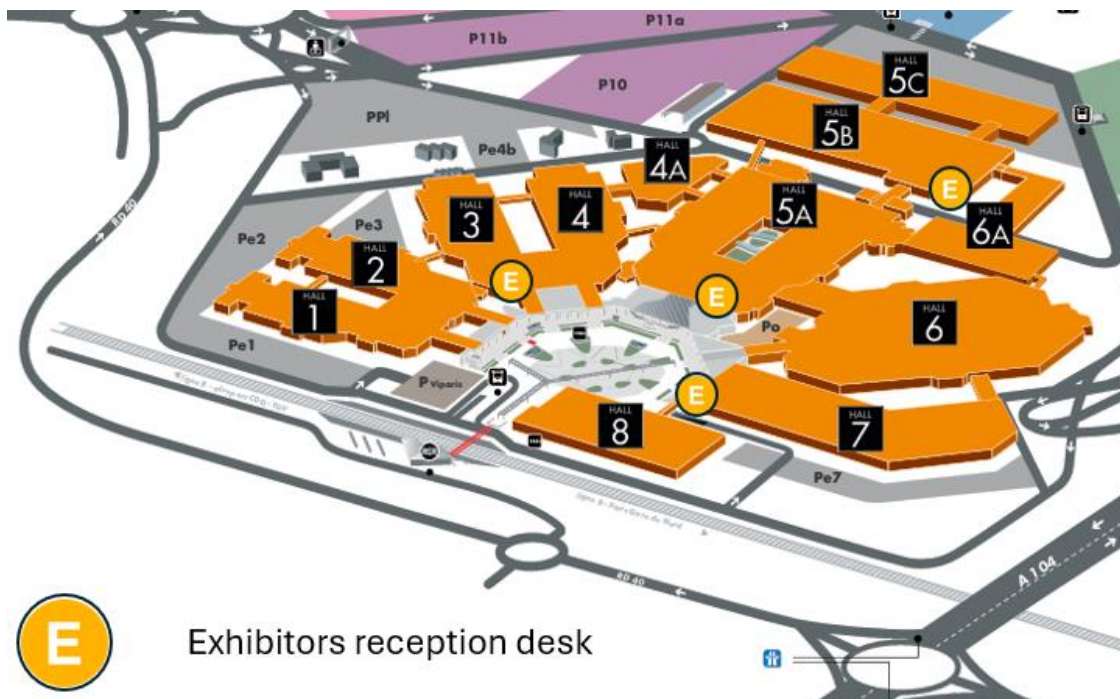 P11a
P11b
HALL
5C
P10
HALL
5B
PPl
Pe4b
HALL
4A
E
HALL
3
HALL
4
HALL
5A
HALL
6A
RD 40
Pe2
Pe3
HALL
2
E
E
HALL
1
Po
HALL
6
Pe1
P Viparis
E
HALL
8
HALL
7
RER
Pe7
RD 40
A 104
E
Exhibitors reception desk